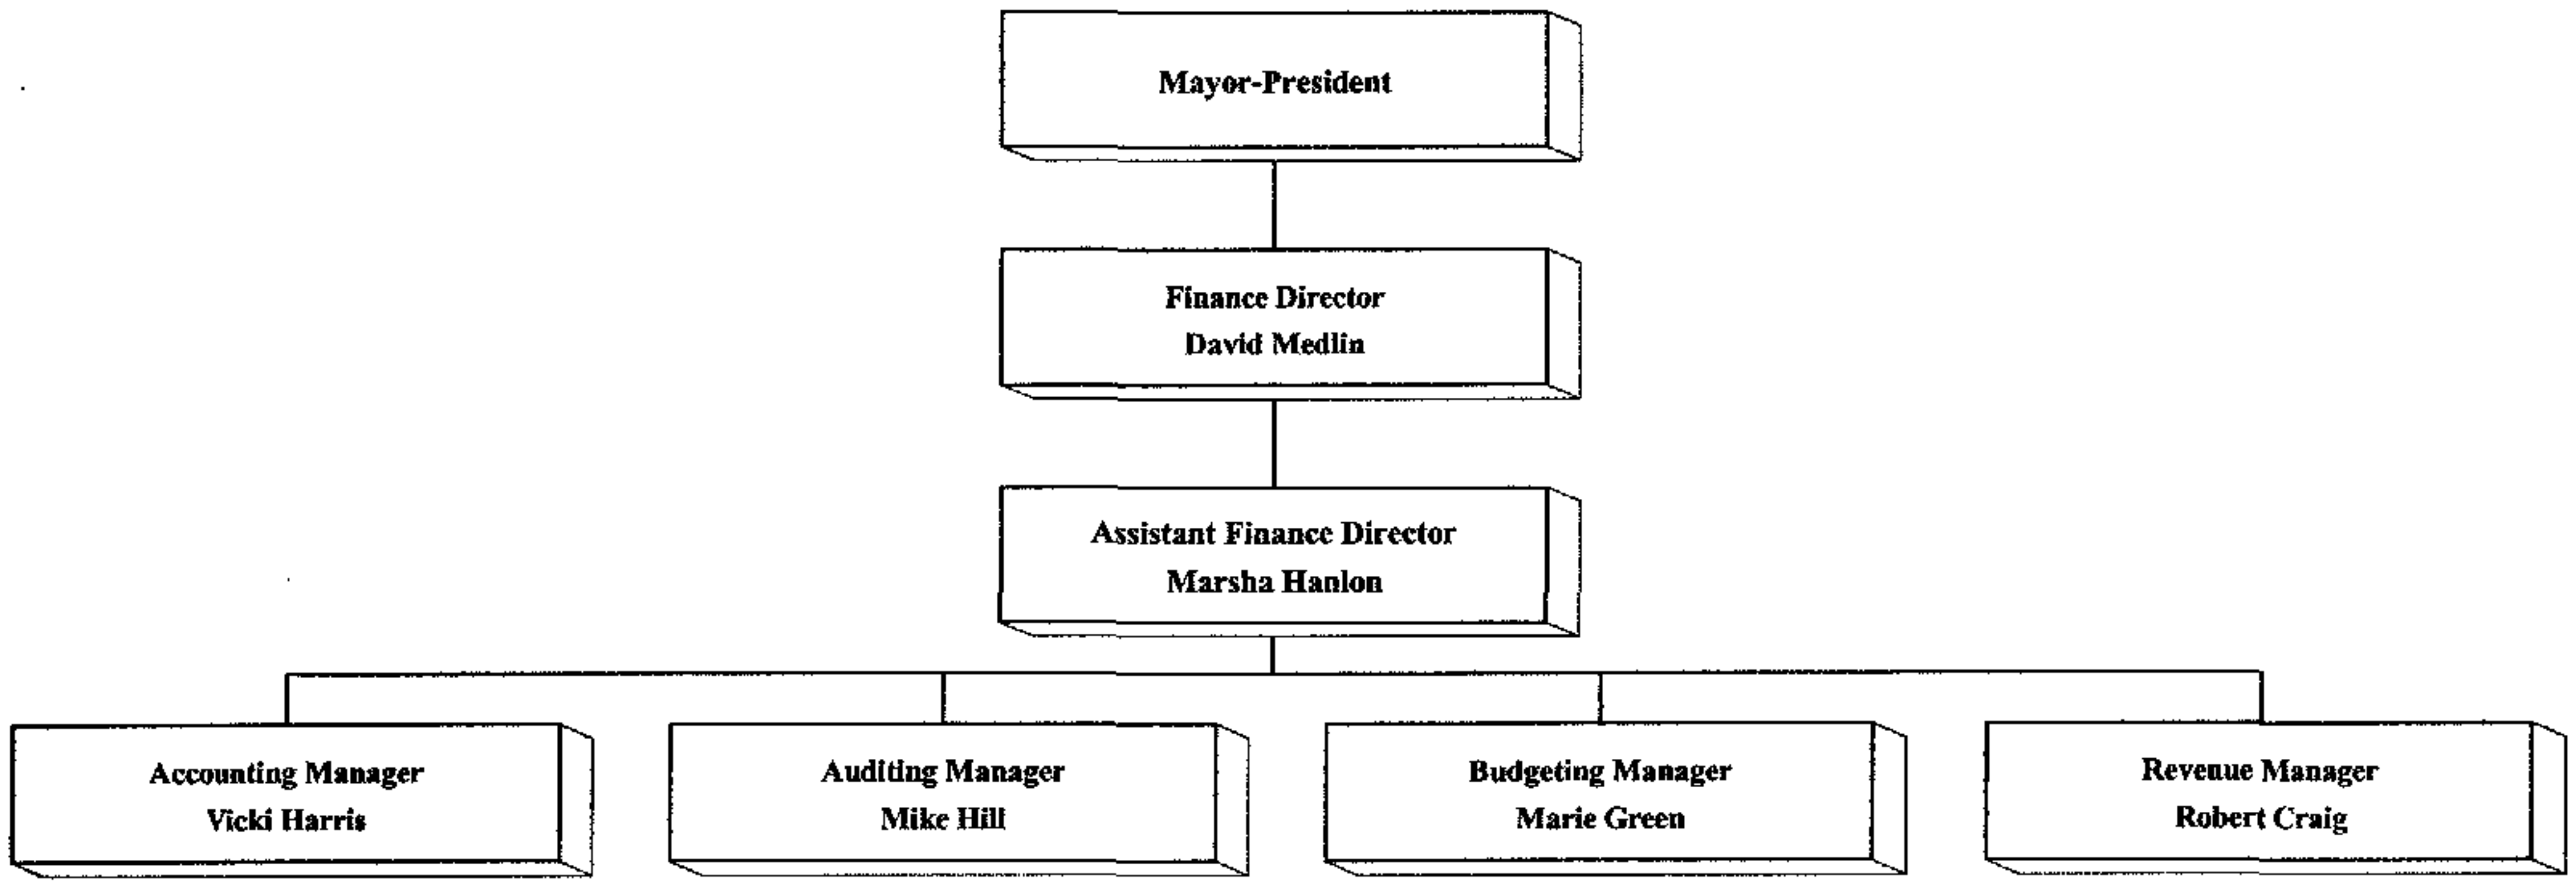 Mayor-President
Finance Director
David Medlin
Assistant Finance Director
Marsha Hanlon
Accounting Manager
Vicki Harris
Auditing Manager
Mike Hill
Budgeting Manager
Marie Green
Revenue Manager
Robert Craig